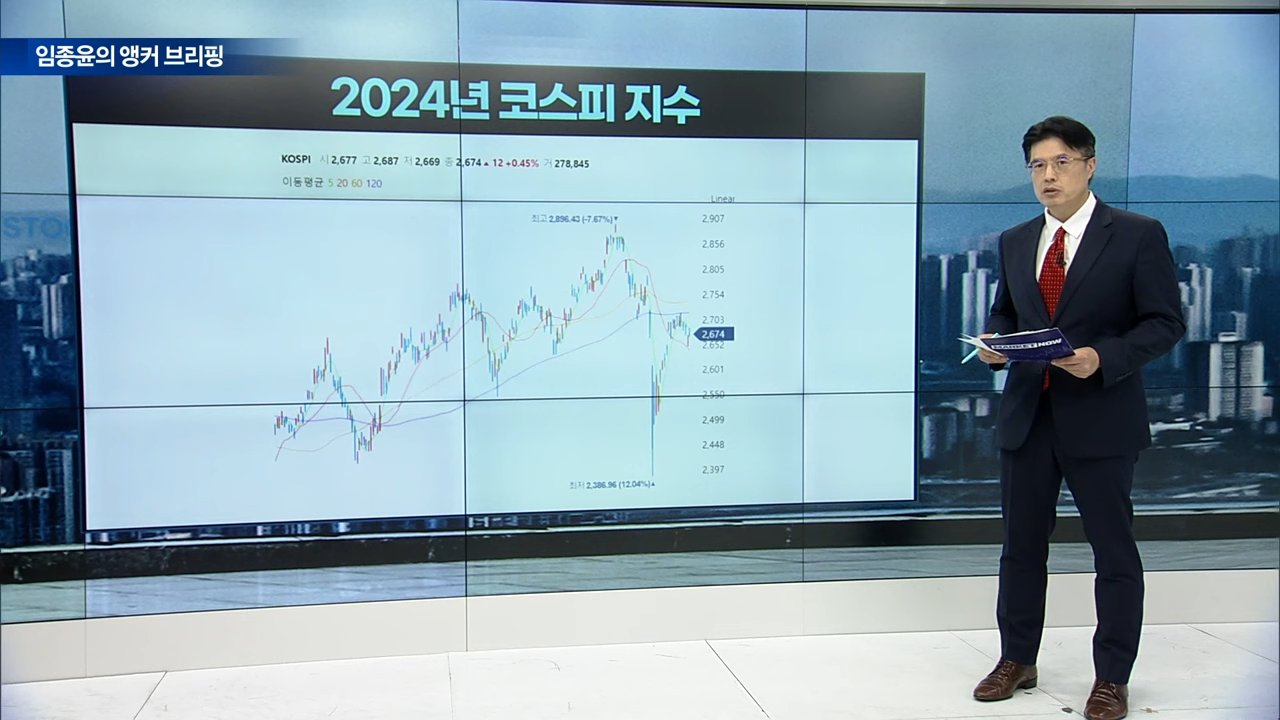 임종윤의 앵커 브리핑
2024년 코스피 지수
KOSPI 시 2,677 고 2,687 저 2,669 종 2,674 ▲ 12 +0.45% 거 278,845
이동평균 5 20 60 120
Linear
최고 2,896.43 (-7.67%)▼
2,907
2,856
2,805
2,754
2,703
2,674
2,652
2,601
2,550
2,499
2,448
2,397
최저 2,386.96 (12.04%)▲
STO
MARKET NOW